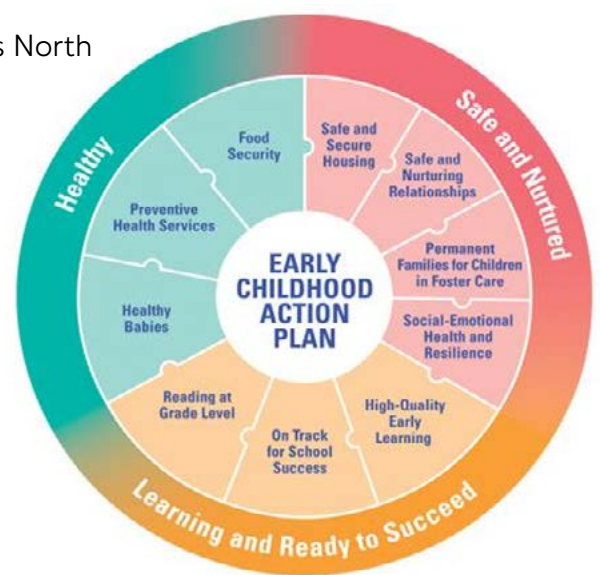 s North
Healthy
Safe and Nurtured
Learning and Ready to Succeed
EARLY
CHILDHOOD
ACTION
PLAN
Food
Security
Safe and
Secure
Housing
Safe and
Nurturing
Relationships
Permanent
Families for Children
in Foster Care
Social-Emotional
Health and
Resilience
High-Quality
Early
Learning
On Track
for School
Success
Reading at
Grade Level
Healthy
Babies
Preventive
Health Services